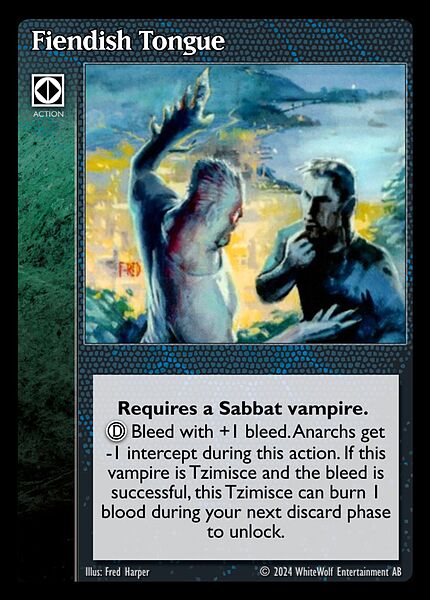 Fiendish Tongue
ACTION
FRED
Requires a Sabbat vampire.
Ⓓ Bleed with +1 bleed. Anarchs get
-1 intercept during this action. If this
vampire is Tzimisce and the bleed is
successful, this Tzimisce can burn 1
blood during your next discard phase
to unlock.
Illus: Fred Harper
© 2024 WhiteWolf Entertainment AB